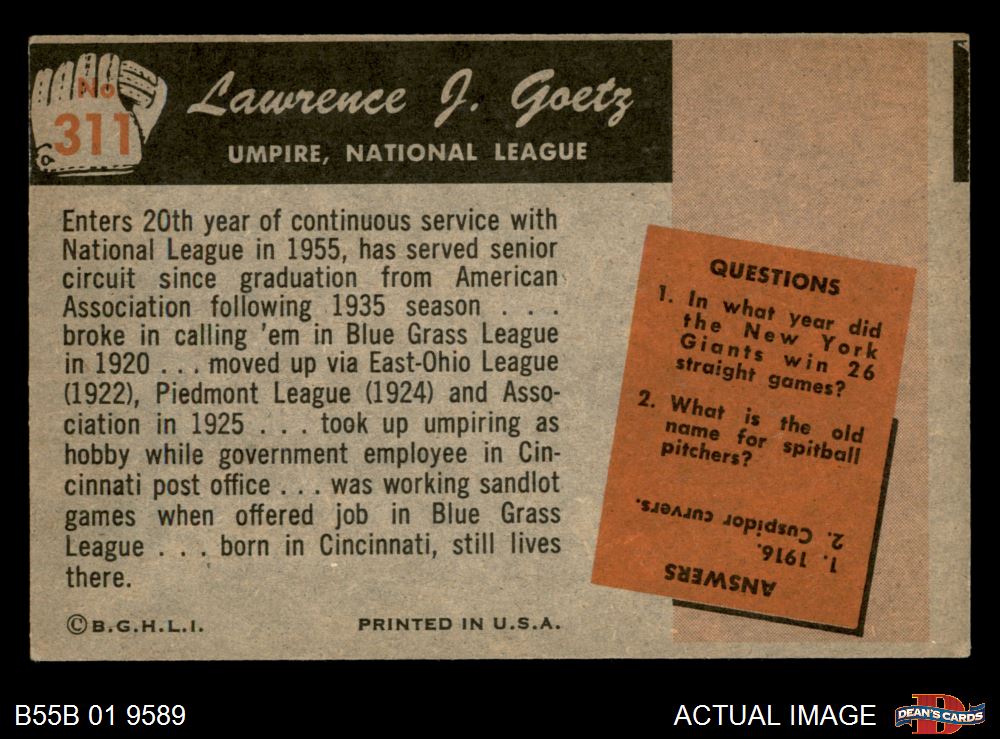 No
311
Lawrence J. Goetz
UMPIRE, NATIONAL LEAGUE
Enters 20th year of continuous service with
National League in 1955, has served senior
circuit since graduation from American
Association following 1935 season . . .
broke in calling 'em in Blue Grass League
in 1920 . . . moved up via East-Ohio League
(1922), Piedmont League (1924) and Asso-
ciation in 1925 . . . took up umpiring as
hobby while government employee in Cin-
cinnati post office . . . was working sandlot
games when offered job in Blue Grass
League . . . born in Cincinnati, still lives
there.
©B.G.H.L.I.
PRINTED IN U.S.A.
QUESTIONS
1. In what year did
the New York
Giants win 26
straight games?
2. What is the old
name for spitball
pitchers?
ANSWERS
1. 1916.
2. Cuspidor curvers.
B55B 01 9589
ACTUAL IMAGE
D
DEAN'S CARDS